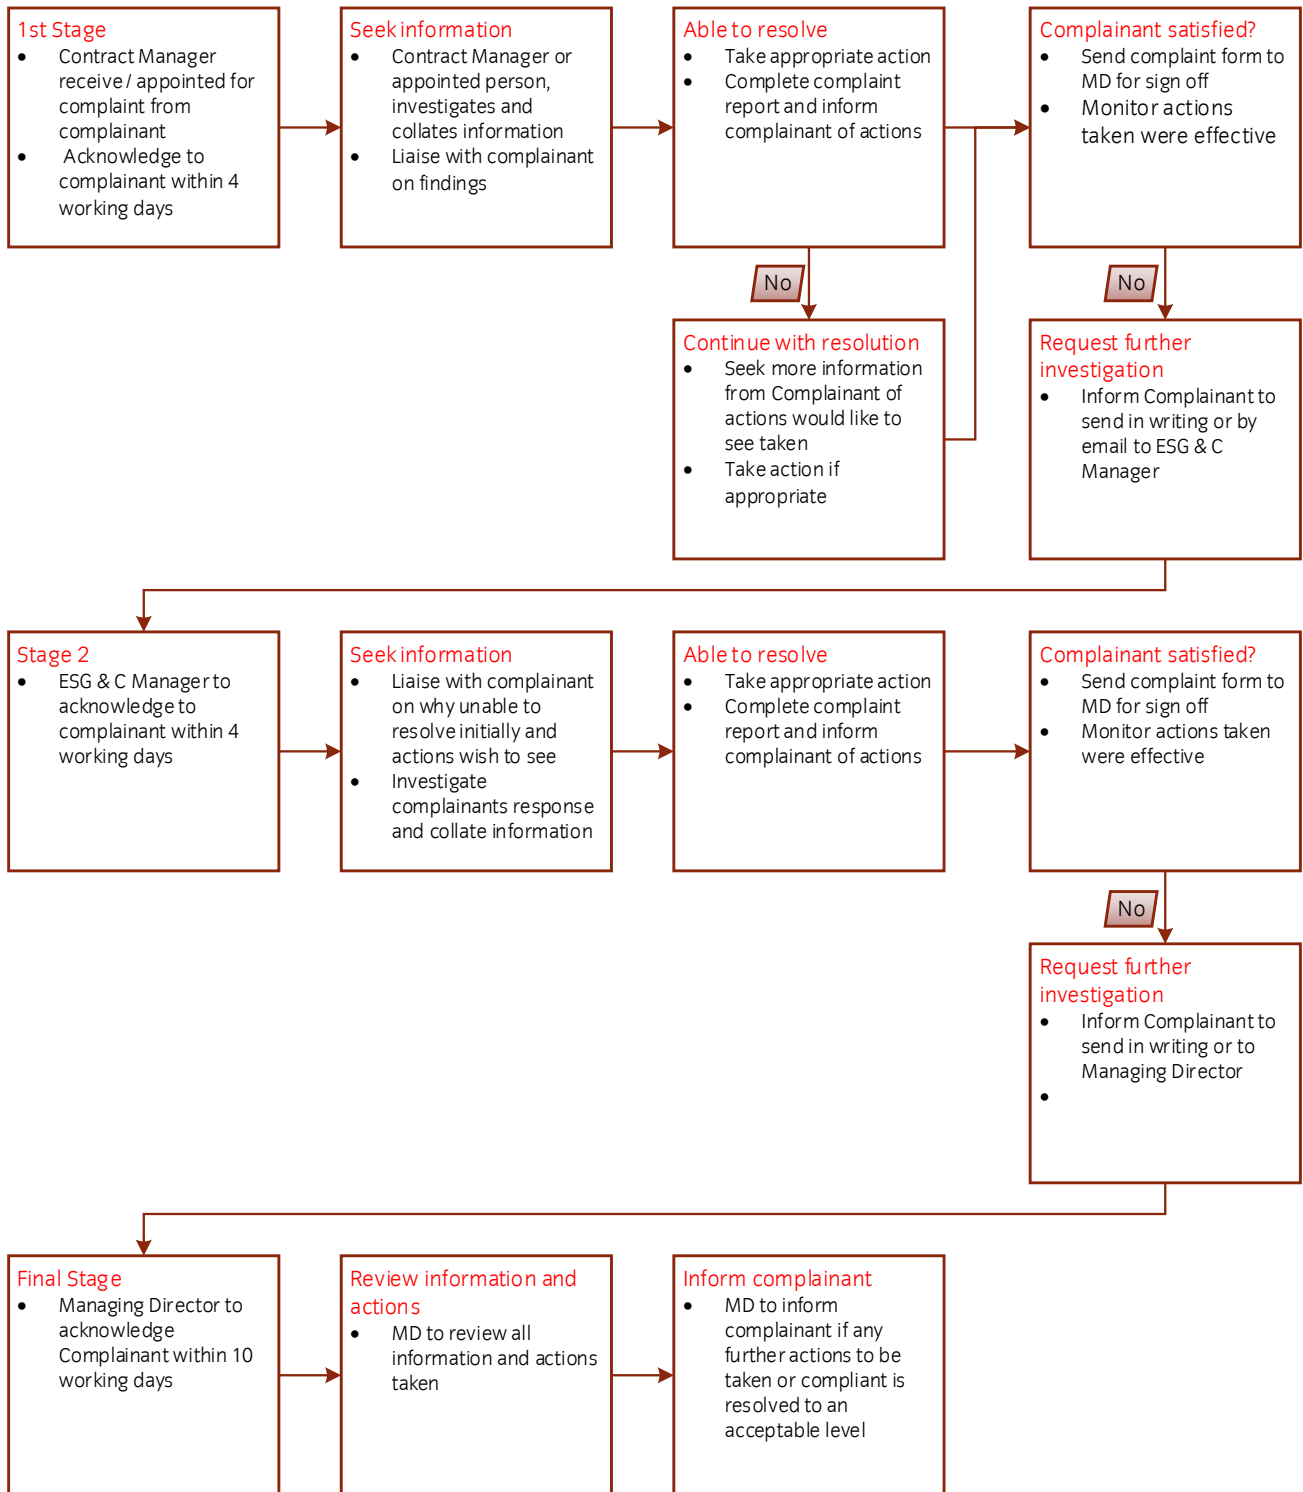 1st Stage
• Contract Manager
receive / appointed for
complaint from
complainant
• Acknowledge to
complainant within 4
working days
Seek information
• Contract Manager or
appointed person,
investigates and
collates information
• Liaise with complainant
on findings
Able to resolve
• Take appropriate action
• Complete complaint
report and inform
complainant of actions
Complainant satisfied?
• Send complaint form to
MD for sign off
• Monitor actions
taken were effective
No
No
Continue with resolution
• Seek more information
from Complainant of
actions would like to
see taken
• Take action if
appropriate
Request further
investigation
• Inform Complainant to
send in writing or by
email to ESG & C
Manager
Stage 2
• ESG & C Manager to
acknowledge to
complainant within 4
working days
Seek information
• Liaise with complainant
on why unable to
resolve initially and
actions wish to see
• Investigate
complainants response
and collate information
Able to resolve
• Take appropriate action
• Complete complaint
report and inform
complainant of actions
Complainant satisfied?
• Send complaint form to
MD for sign off
• Monitor actions taken
were effective
No
Request further
investigation
• Inform Complainant to
send in writing or to
Managing Director
•
Final Stage
• Managing Director to
acknowledge
Complainant within 10
working days
Review information and
actions
• MD to review all
information and actions
taken
Inform complainant
• MD to inform
complainant if any
further actions to be
taken or compliant is
resolved to an
acceptable level